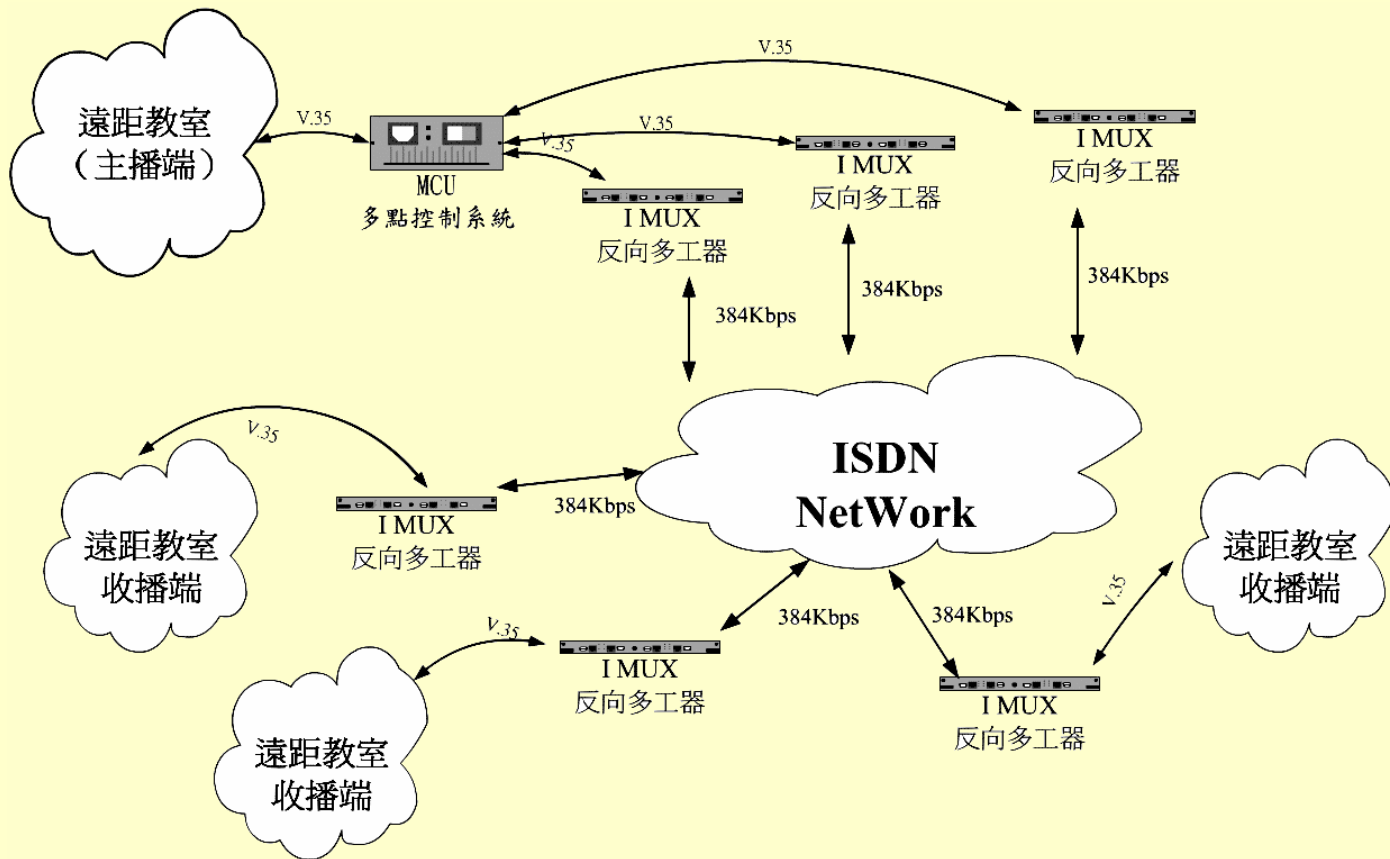 V.35
遠距教室
（主播端）
V.35
MCU
多點控制系統
V.35
V.35
I MUX
反向多工器
I MUX
反向多工器
I MUX
反向多工器
384Kbps
384Kbps
384Kbps
ISDN
NetWork
V.35
遠距教室
收播端
I MUX
反向多工器
384Kbps
V.35
遠距教室
收播端
I MUX
反向多工器
384Kbps
384Kbps
I MUX
反向多工器
V.35
遠距教室
收播端